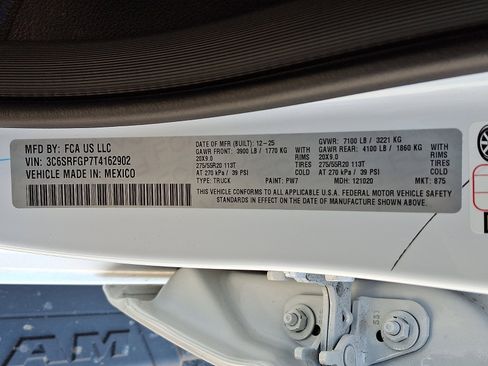 MFD BY: FCA US LLC
VIN: 3C6SRFGP7T4162902
VEHICLE MADE IN: MEXICO
DATE OF MFR (BUILT): 12-25
GAWR FRONT: 3900 LB / 1770 KG WITH
20X9.0 RIMS
275/55R20 113T TIRES
AT 270 kPa / 39 PSI COLD
TYPE: TRUCK PAINT: PW7
GVWR: 7100 LB / 3221 KG
GAWR REAR: 4100 LB / 1860 KG WITH
20X9.0 RIMS
275/55R20 113T TIRES
AT 270 kPa / 39 PSI COLD
MDH: 121020 MKT: 875
THIS VEHICLE CONFORMS TO ALL APPLICABLE U.S.A. FEDERAL MOTOR VEHICLE SAFETY
STANDARDS IN EFFECT ON THE DATE OF MANUFACTURE SHOWN ABOVE